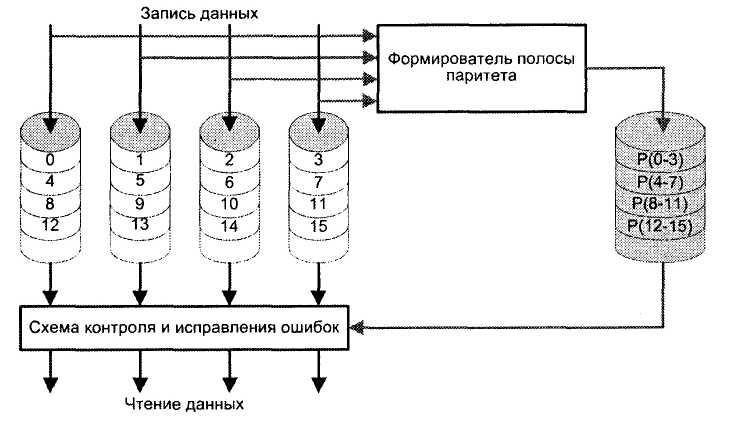 Запись данных
Формирователь полосы
паритета
0 1 2 3
4 5 6 7
8 9 10 11
12 13 14 15
P(0-3)
P(4-7)
P(8-11)
P(12-15)
Схема контроля и исправления ошибок
Чтение данных